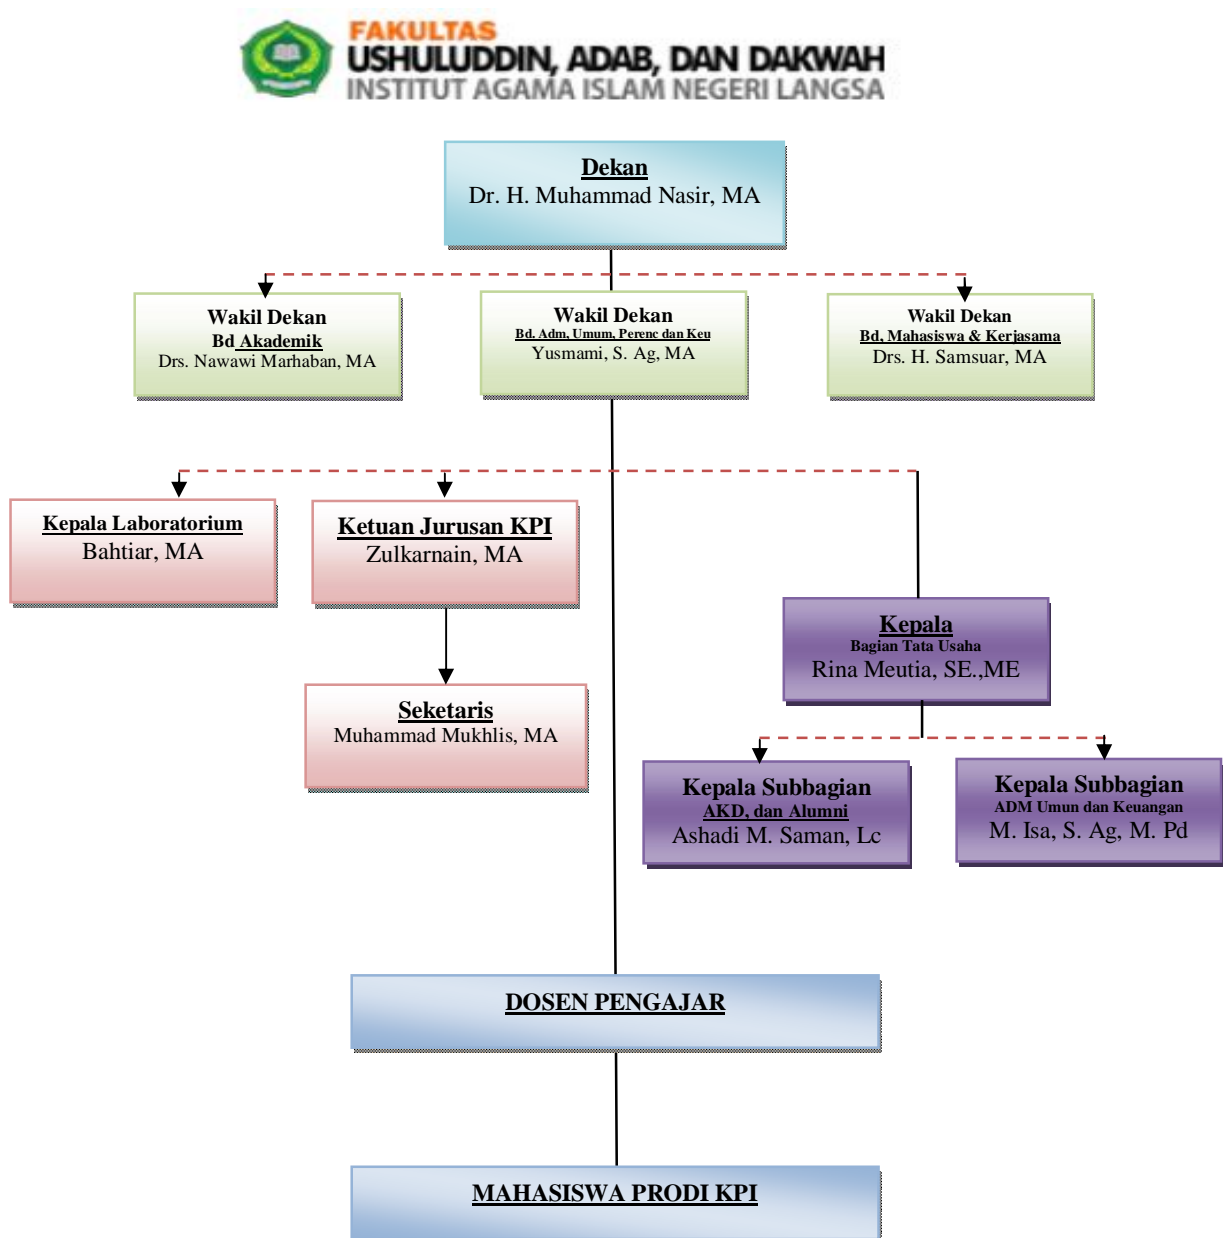 FAKULTAS
USHULUDDIN, ADAB, DAN DAKWAH
INSTITUT AGAMA ISLAM NEGERI LANGSA
Dekan
Dr. H. Muhammad Nasir, MA
Wakil Dekan
Bd Akademik
Drs. Nawawi Marhaban, MA
Wakil Dekan
Bd. Adm, Umum, Perenc dan Keu
Yusmami, S. Ag, MA
Wakil Dekan
Bd, Mahasiswa & Kerjasama
Drs. H. Samsuar, MA
Kepala Laboratorium
Bahtiar, MA
Ketuan Jurusan KPI
Zulkarnain, MA
Kepala
Bagian Tata Usaha
Rina Meutia, SE.,ME
Seketaris
Muhammad Mukhlis, MA
Kepala Subbagian
AKD, dan Alumni
Ashadi M. Saman, Lc
Kepala Subbagian
ADM Umun dan Keuangan
M. Isa, S. Ag, M. Pd
DOSEN PENGAJAR
MAHASISWA PRODI KPI